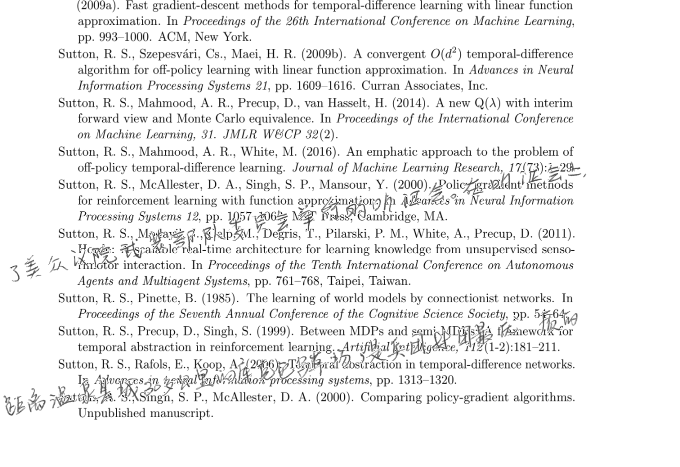 (2009a). Fast gradient-descent methods for temporal-difference learning with linear function
approximation. In Proceedings of the 26th International Conference on Machine Learning,
pp. 993–1000. ACM, New York.
Sutton, R. S., Szepesvári, Cs., Maei, H. R. (2009b). A convergent O(d²) temporal-difference
algorithm for off-policy learning with linear function approximation. In Advances in Neural
Information Processing Systems 21, pp. 1609–1616. Curran Associates, Inc.
Sutton, R. S., Mahmood, A. R., Precup, D., van Hasselt, H. (2014). A new Q(λ) with interim
forward view and Monte Carlo equivalence. In Proceedings of the International Conference
on Machine Learning, 31. JMLR W&CP 32(2).
Sutton, R. S., Mahmood, A. R., White, M. (2016). An emphatic approach to the problem of
off-policy temporal-difference learning. Journal of Machine Learning Research, 17(73):1–29.
Sutton, R. S., McAllester, D. A., Singh, S. P., Mansour, Y. (2000). Policy gradient methods
for reinforcement learning with function approximation. In Advances in Neural Information
Processing Systems 12, pp. 1057–1063. MIT Press, Cambridge, MA.
Sutton, R. S., Modayil, J., Delp, M., Degris, T., Pilarski, P. M., White, A., Precup, D. (2011).
Horde: A scalable real-time architecture for learning knowledge from unsupervised senso-
rimotor interaction. In Proceedings of the Tenth International Conference on Autonomous
Agents and Multiagent Systems, pp. 761–768, Taipei, Taiwan.
了美众议院
Sutton, R. S., Pinette, B. (1985). The learning of world models by connectionist networks. In
Proceedings of the Seventh Annual Conference of the Cognitive Science Society, pp. 54–64.
Sutton, R. S., Precup, D., Singh, S. (1999). Between MDPs and semi-MDPs: A framework for
temporal abstraction in reinforcement learning. Artificial Intelligence, 112(1-2):181–211.
Sutton, R. S., Rafols, E., Koop, A. (2006). Temporal abstraction in temporal-difference networks.
In Advances in neural information processing systems, pp. 1313–1320.
距离温
Sutton, R. S., Singh, S. P., McAllester, D. A. (2000). Comparing policy-gradient algorithms.
Unpublished manuscript.